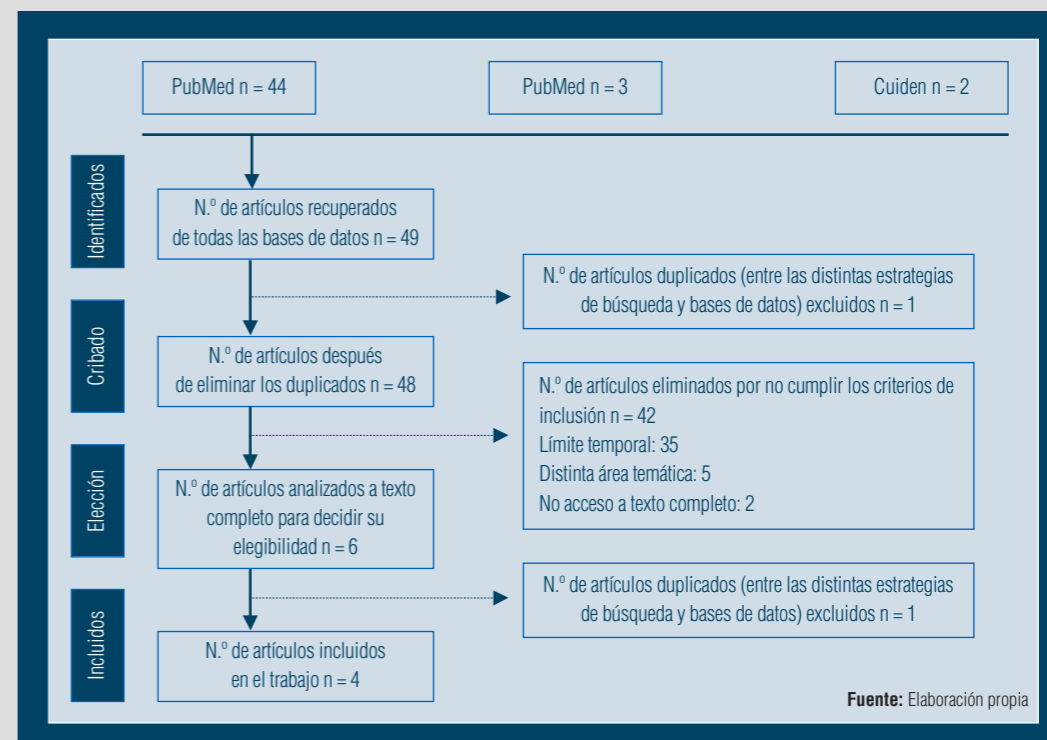 PubMed n = 44
PubMed n = 3
Cuiden n = 2
Identificados
N.º de artículos recuperados
de todas las bases de datos n = 49
N.º de artículos duplicados (entre las distintas estrategias
de búsqueda y bases de datos) excluidos n = 1
Cribado
N.º de artículos después
de eliminar los duplicados n = 48
N.º de artículos eliminados por no cumplir los criterios de
inclusión n = 42
Límite temporal: 35
Distinta área temática: 5
No acceso a texto completo: 2
Elección
N.º de artículos analizados a texto
completo para decidir su
elegibilidad n = 6
N.º de artículos duplicados (entre las distintas estrategias
de búsqueda y bases de datos) excluidos n = 1
Incluidos
N.º de artículos incluidos
en el trabajo n = 4
Fuente: Elaboración propia